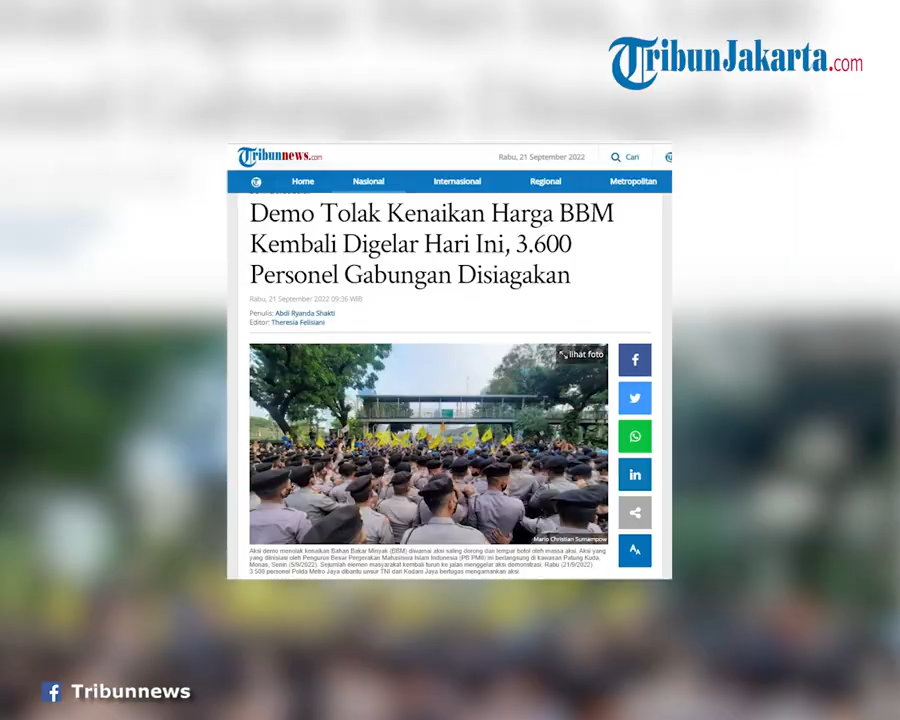 TribunJakarta.com
Tribunnews.com
Rabu, 21 September 2022
Cari
Home Nasional Internasional Regional Metropolitan
Demo Tolak Kenaikan Harga BBM
Kembali Digelar Hari Ini, 3.600
Personel Gabungan Disiagakan
Rabu, 21 September 2022 09:36 WIB
Penulis: Abdi Ryanda Shakti
Editor: Theresia Felisiani
lihat foto
Mario Christian Sumampow
Aksi demo menolak kenaikan Bahan Bakar Minyak (BBM) diwarnai aksi saling dorong dan lempar botol oleh massa aksi. Aksi yang
yang diinisiasi oleh Pengurus Besar Pergerakan Mahasiswa Islam Indonesia (PB PMII) ini berlangsung di kawasan Patung Kuda,
Monas, Senin (5/9/2022). Sejumlah elemen masyarakat kembali turun ke jalan menggelar aksi demonstrasi, Rabu (21/9/2022)
3.500 personel Polda Metro Jaya dibantu unsur TNI dari Kodam Jaya bertugas mengamankan aksi.
Tribunnews